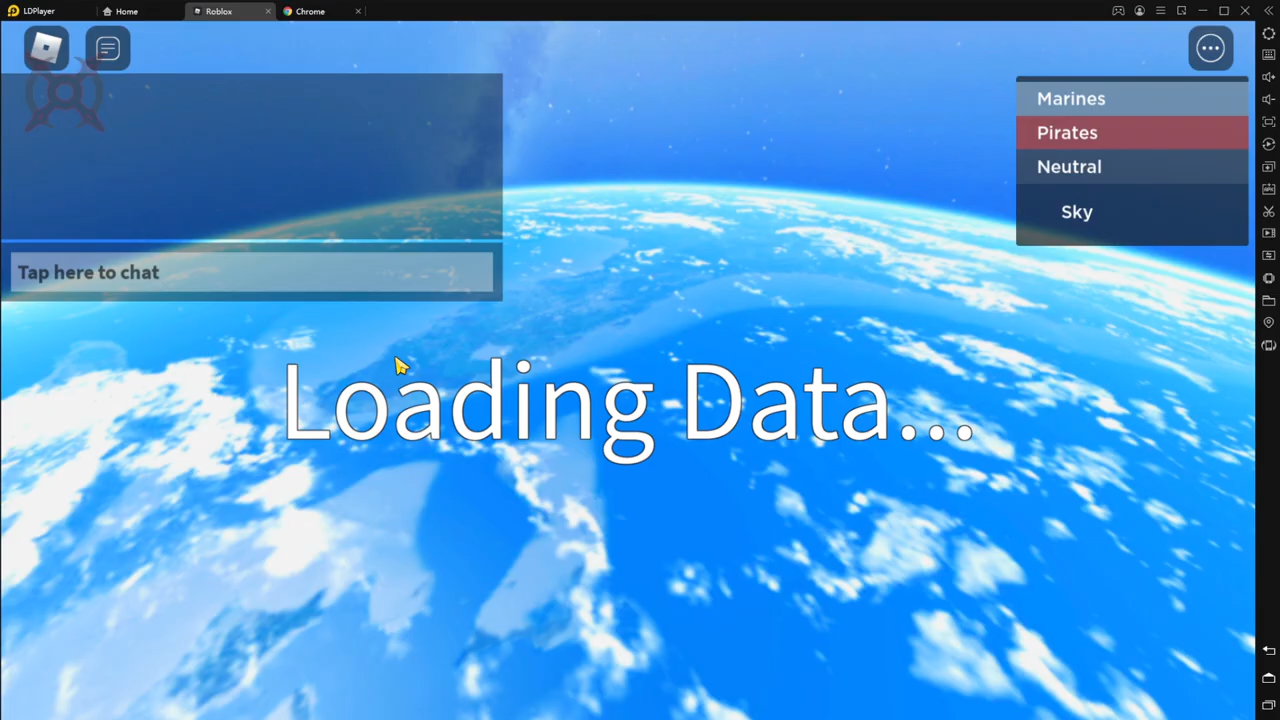 LDPlayer
Home
Roblox
Chrome
Marines
Pirates
Neutral
Sky
Tap here to chat
Loading Data...